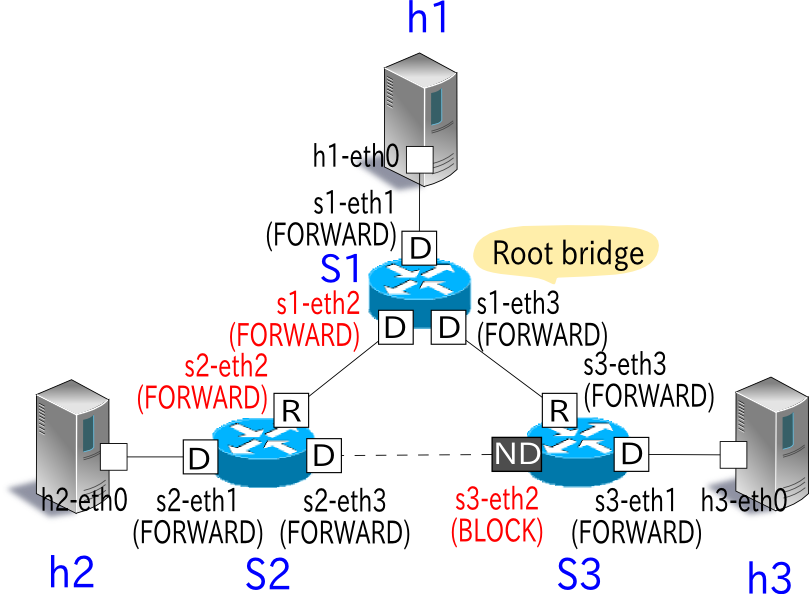 h1
h1-eth0
s1-eth1
(FORWARD)
D
Root bridge
S1
s1-eth2
(FORWARD)
D
D
s1-eth3
(FORWARD)
s2-eth2
(FORWARD)
s3-eth3
(FORWARD)
R
R
D
D
ND
D
h2-eth0
s2-eth1
(FORWARD)
s2-eth3
(FORWARD)
s3-eth2
(BLOCK)
s3-eth1
(FORWARD)
h3-eth0
h2
S2
S3
h3